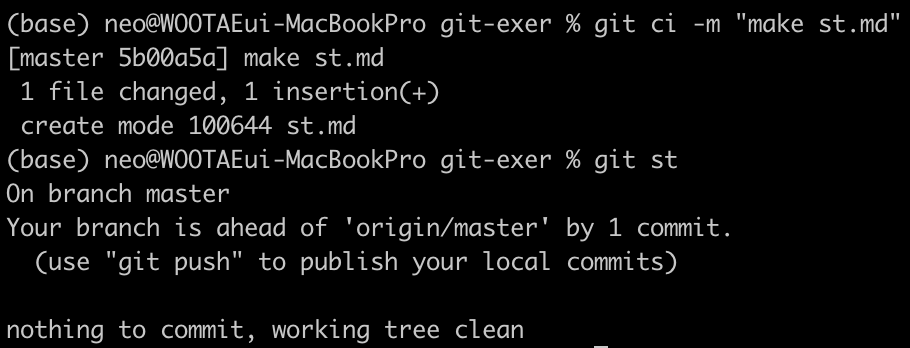 (base) neo@WOOTAEui-MacBookPro git-exer % git ci -m "make st.md"
[master 5b00a5a] make st.md
 1 file changed, 1 insertion(+)
 create mode 100644 st.md
(base) neo@WOOTAEui-MacBookPro git-exer % git st
On branch master
Your branch is ahead of 'origin/master' by 1 commit.
  (use "git push" to publish your local commits)

nothing to commit, working tree clean